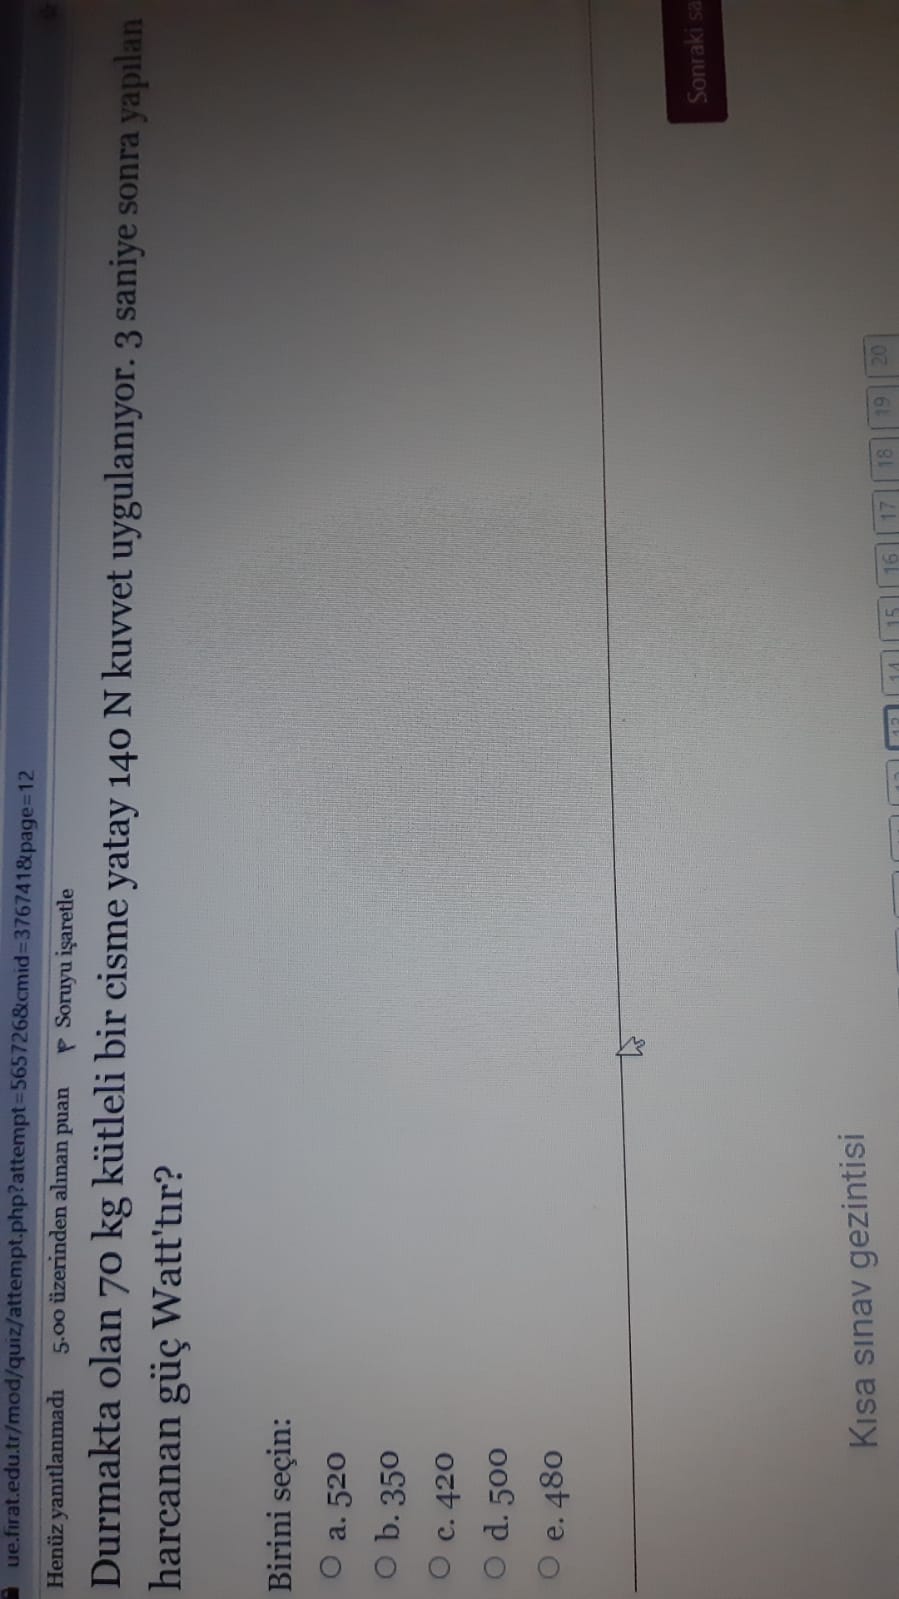 ue.firat.edu.tr/mod/quiz/attempt.php?attempt=565726&cmid=376741&page=12
Henüz yanıtlanmadı 5.00 üzerinden alınan puan Soruyu işaretle
Durmakta olan 70 kg kütleli bir cisme yatay 140 N kuvvet uygulanıyor. 3 saniye sonra yapılan
harcanan güç Watt'tır?
Birini seçin:
a. 520
b. 350
c. 420
d. 500
e. 480
Sonraki sa
Kısa sınav gezintisi
13 14 15 16 17 18 19 20